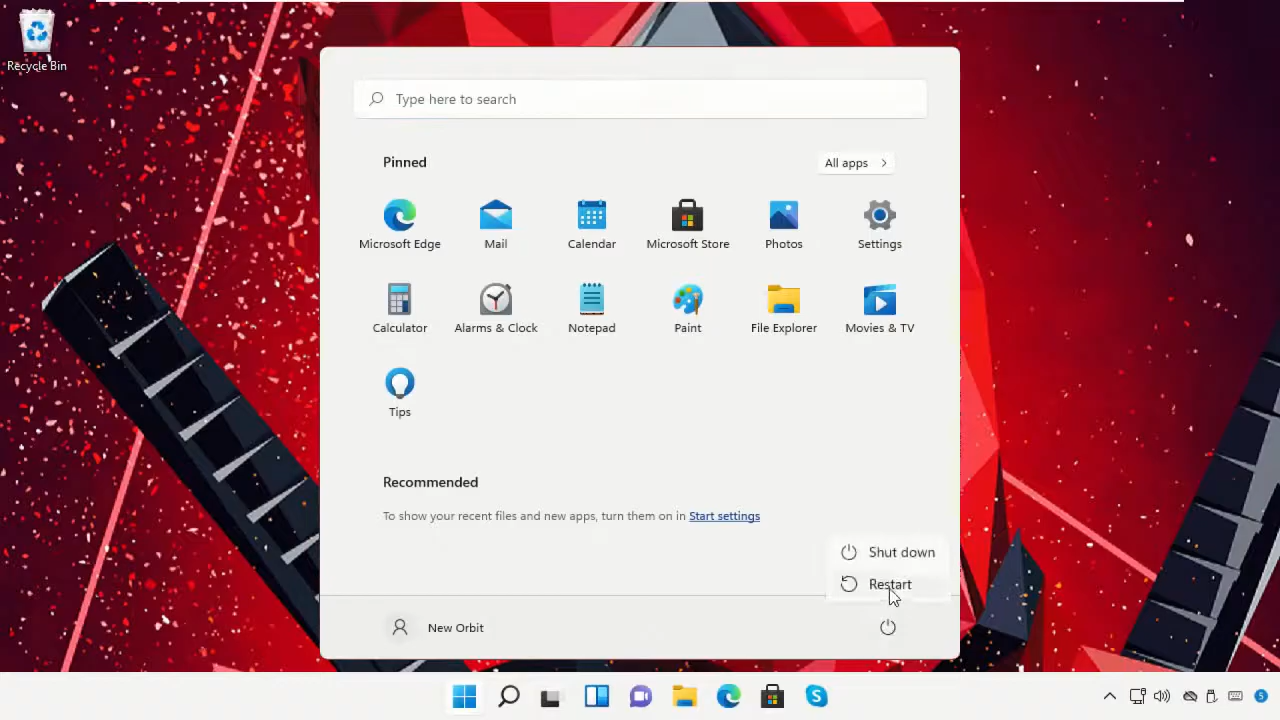 Recycle Bin
Type here to search
Pinned
All apps
Microsoft Edge
Mail
Calendar
Microsoft Store
Photos
Settings
Calculator
Alarms & Clock
Notepad
Paint
File Explorer
Movies & TV
Tips
Recommended
To show your recent files and new apps, turn them on in Start settings
Shut down
Restart
New Orbit
S
5